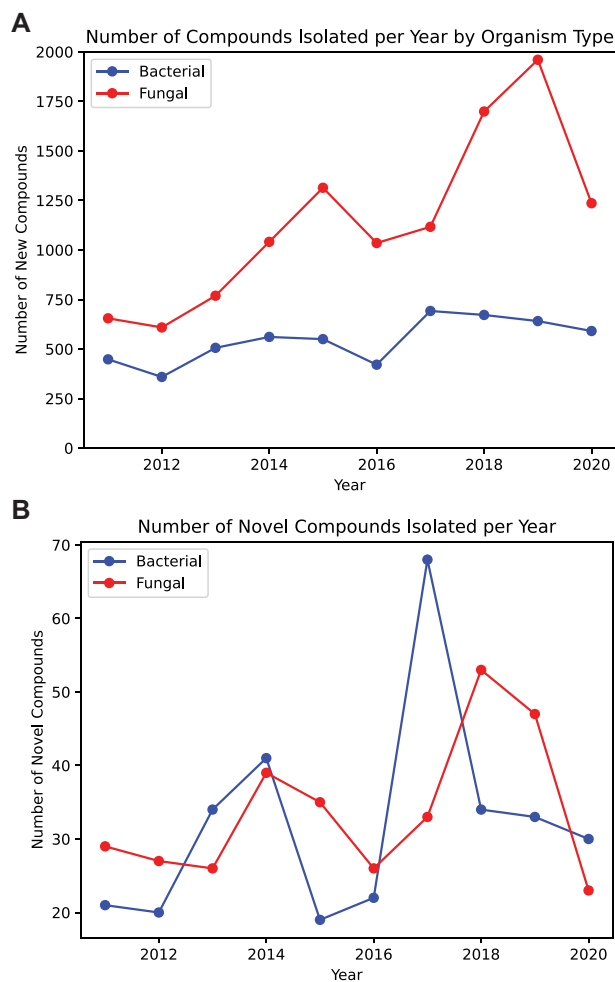 A
Number of Compounds Isolated per Year by Organism Type
Bacterial
Fungal
2000
1750
1500
1250
1000
750
500
250
0
Number of New Compounds
2012 2014 2016 2018 2020
Year
B
Number of Novel Compounds Isolated per Year
Bacterial
Fungal
70
60
50
40
30
20
Number of Novel Compounds
2012 2014 2016 2018 2020
Year